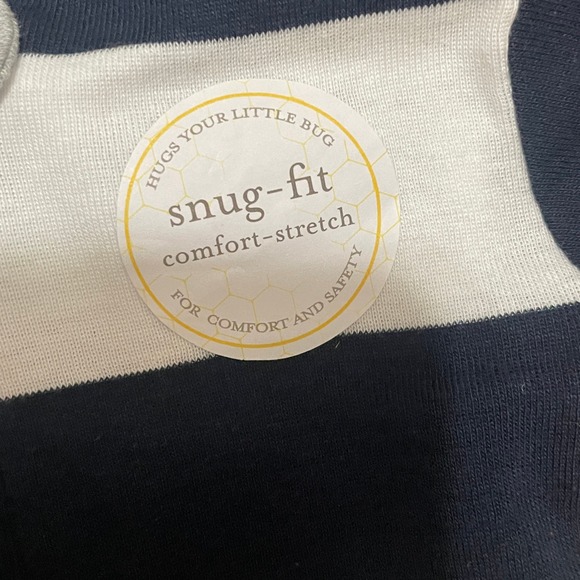 HUGS YOUR LITTLE BUG
snug-fit
comfort-stretch
FOR COMFORT AND SAFETY